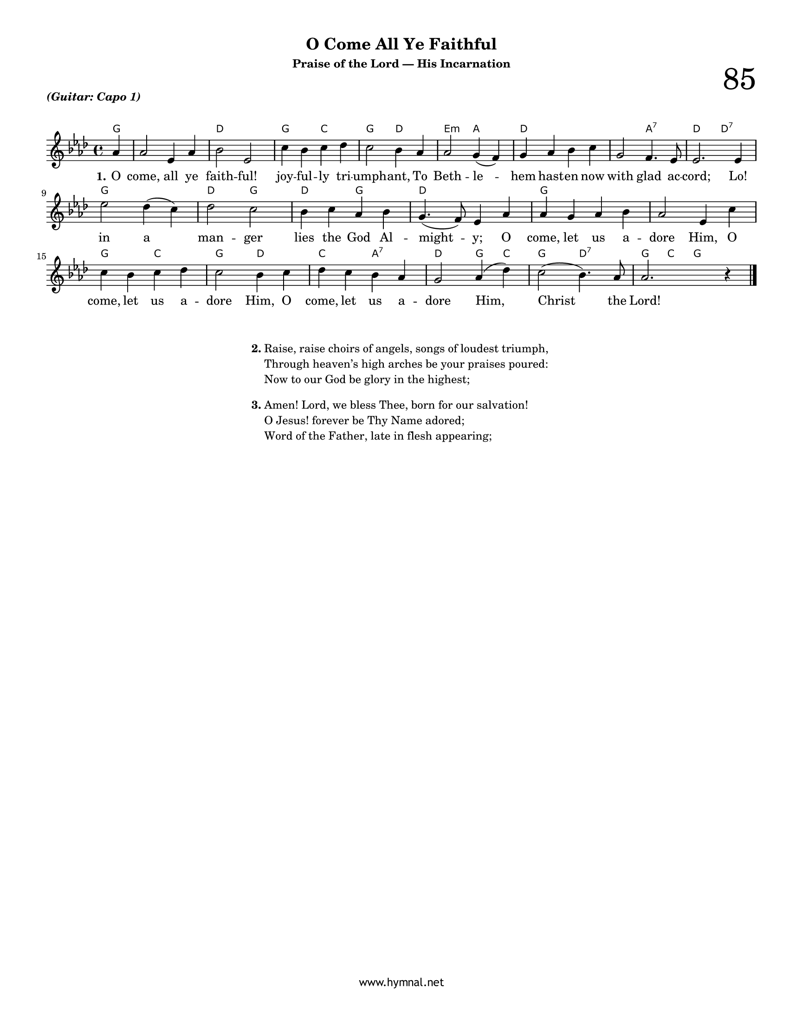 O Come All Ye Faithful
Praise of the Lord — His Incarnation
85
(Guitar: Capo 1)
G D G C G D Em A D A7 D D7
1. O come, all ye faith-ful! joy-ful-ly tri-umphant, To Beth - le - hem hasten now with glad ac-cord; Lo!
9
G D G D G D G
in a man - ger lies the God Al - might - y; O come, let us a - dore Him, O
15
G C G D C A7 D G C G D7 G C G
come, let us a - dore Him, O come, let us a - dore Him, Christ the Lord!
2. Raise, raise choirs of angels, songs of loudest triumph,
Through heaven's high arches be your praises poured:
Now to our God be glory in the highest;
3. Amen! Lord, we bless Thee, born for our salvation!
O Jesus! forever be Thy Name adored;
Word of the Father, late in flesh appearing;
www.hymnal.net